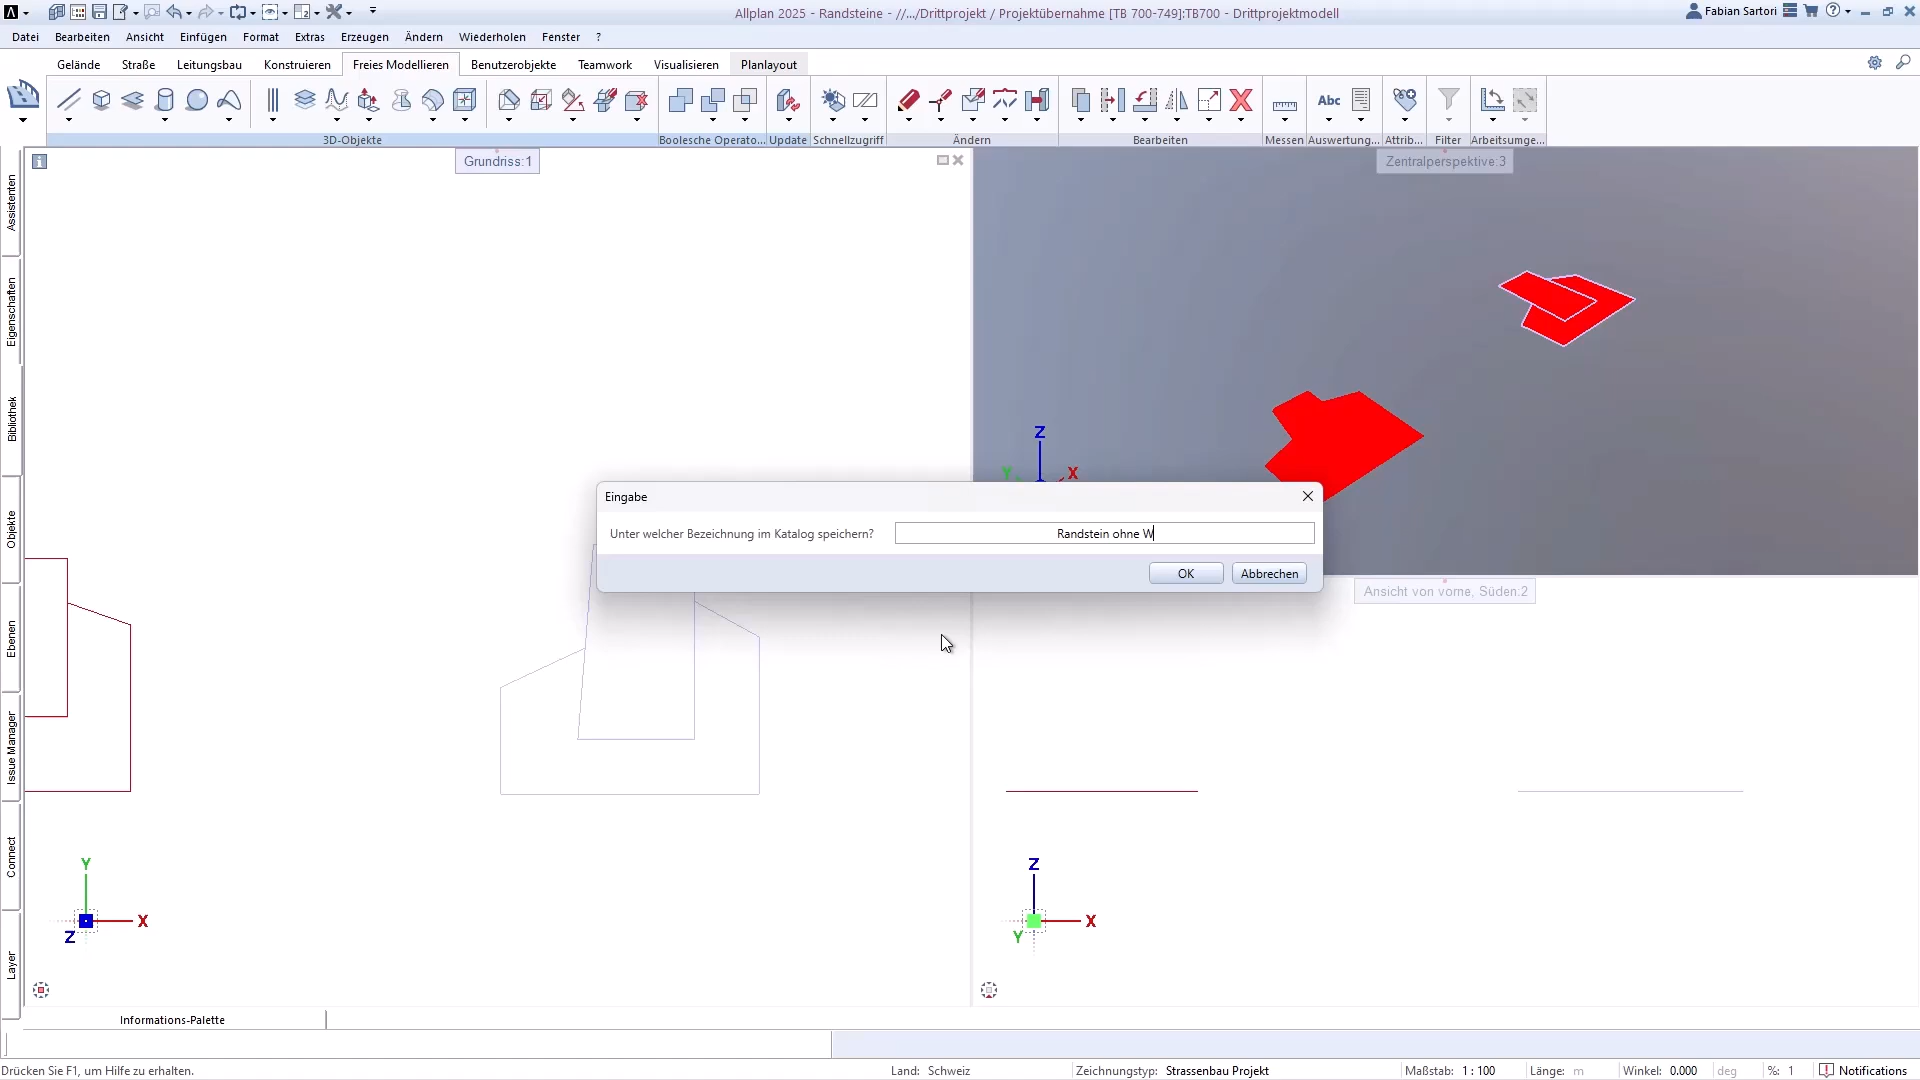 Allplan 2025 - Randsteine - //.../Drittprojekt / Projektübernahme [TB 700-749]:TB700 - Drittprojektmodell
Fabian Sartori
Datei Bearbeiten Ansicht Einfügen Format Extras Erzeugen Ändern Wiederholen Fenster ?
Gelände Straße Leitungsbau Konstruieren Freies Modellieren Benutzerobjekte Teamwork Visualisieren Planlayout
Abc
3D-Objekte Boolesche Operato... Update Schnellzugriff Ändern Bearbeiten Messen Auswertung,... Attrib... Filter Arbeitsumge...
Grundriss:1
Zentralperspektive:3
Assistenten
Eigenschaften
Bibliothek
Objekte
Ebenen
Issue Manager
Connect
Layer
Z
Y X
Eingabe
Unter welcher Bezeichnung im Katalog speichern? Randstein ohne W
OK Abbrechen
Ansicht von vorne, Süden:2
Y
X
Z
Z
X
Y
Informations-Palette
Drücken Sie F1, um Hilfe zu erhalten. Land: Schweiz Zeichnungstyp: Strassenbau Projekt Maßstab: 1 : 100 Länge: m Winkel: 0.000 deg %: 1 Notifications